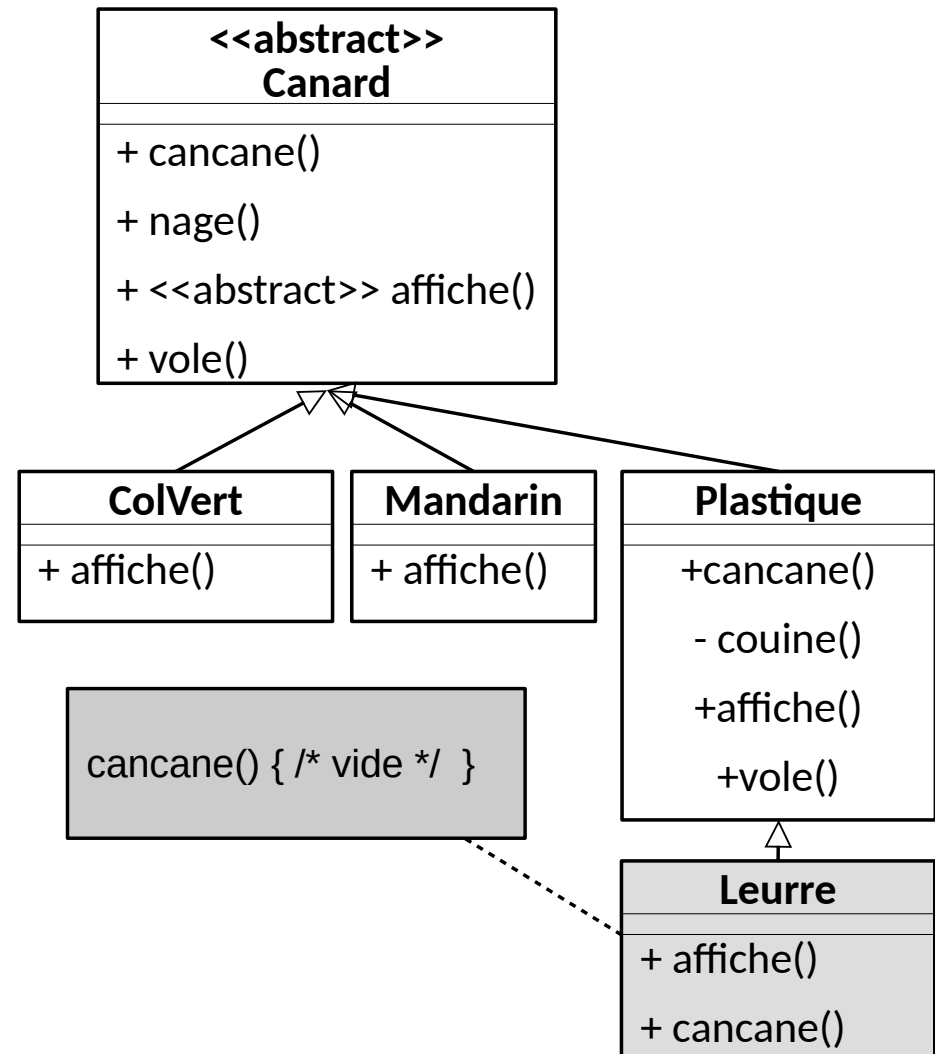 <<abstract>>
Canard
+ cancane()
+ nage()
+ <<abstract>> affiche()
+ vole()
ColVert
+ affiche()
Mandarin
+ affiche()
Plastique
+cancane()
- couine()
+affiche()
+vole()
cancane() { /* vide */  }
Leurre
+ affiche()
+ cancane()